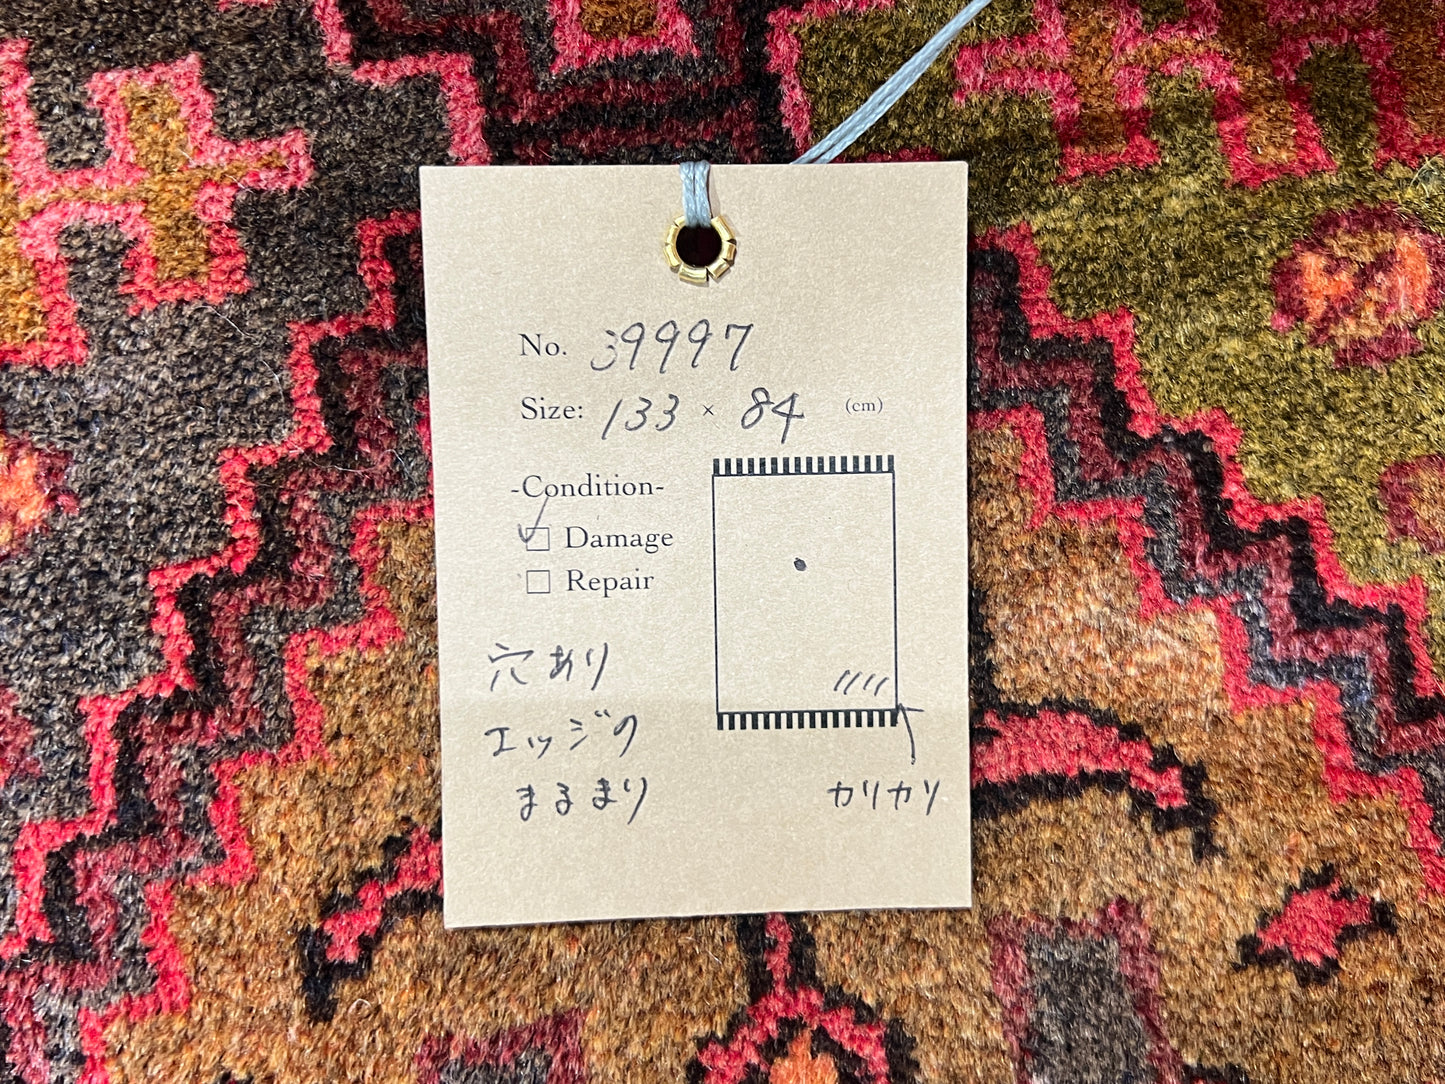 No. 39997
Size: 133 × 84 (cm)
-Condition-
Damage
Repair
穴あり
エッジの
まるまり
カリカリ